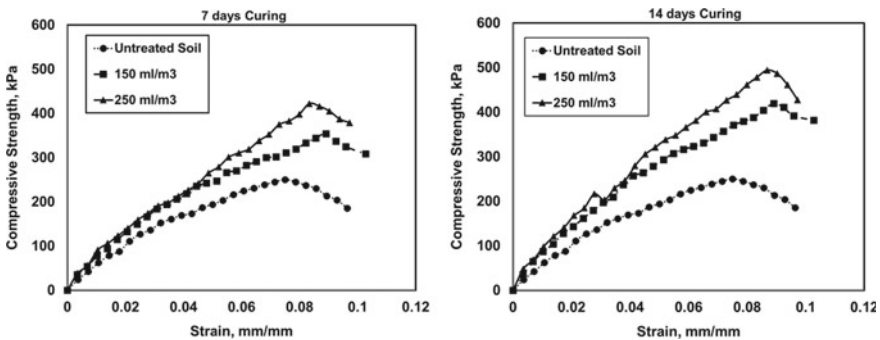 7 days Curing
600
500
400
300
200
100
0
Compressive Strength, kPa
Untreated Soil
150 ml/m3
250 ml/m3
0 0.02 0.04 0.06 0.08 0.1 0.12
Strain, mm/mm
14 days Curing
600
500
400
300
200
100
0
Compressive Strength, kPa
Untreated Soil
150 ml/m3
250 ml/m3
0 0.02 0.04 0.06 0.08 0.1 0.12
Strain, mm/mm